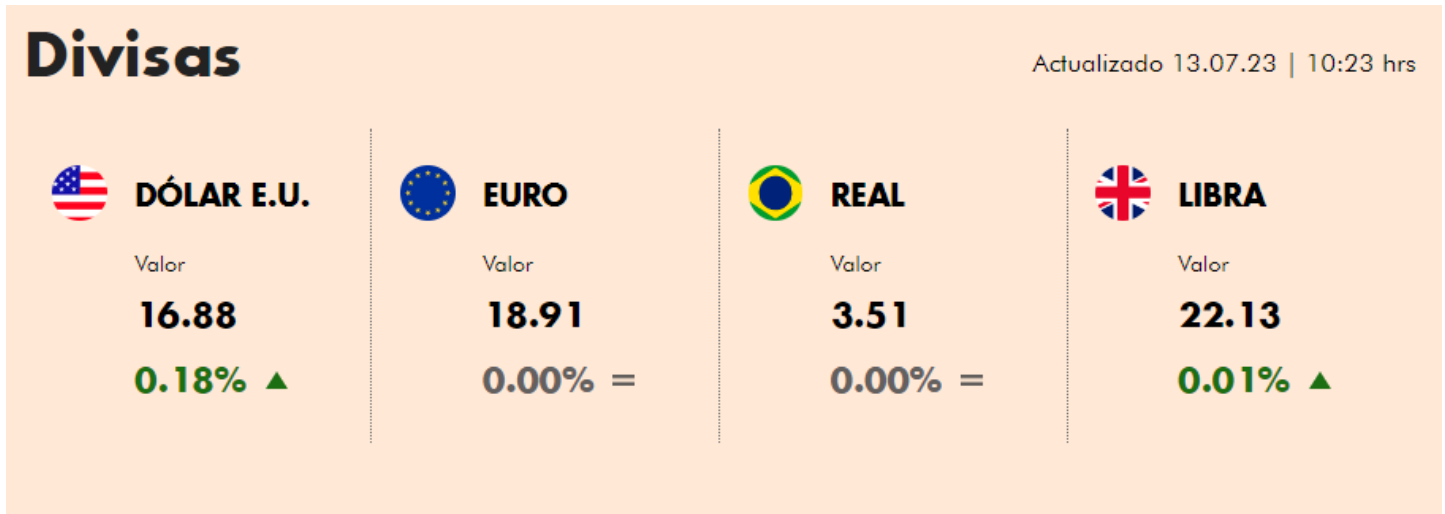 Divisas
Actualizado 13.07.23 | 10:23 hrs
DÓLAR E.U.
Valor
16.88
0.18% ▲
EURO
Valor
18.91
0.00% =
REAL
Valor
3.51
0.00% =
LIBRA
Valor
22.13
0.01% ▲